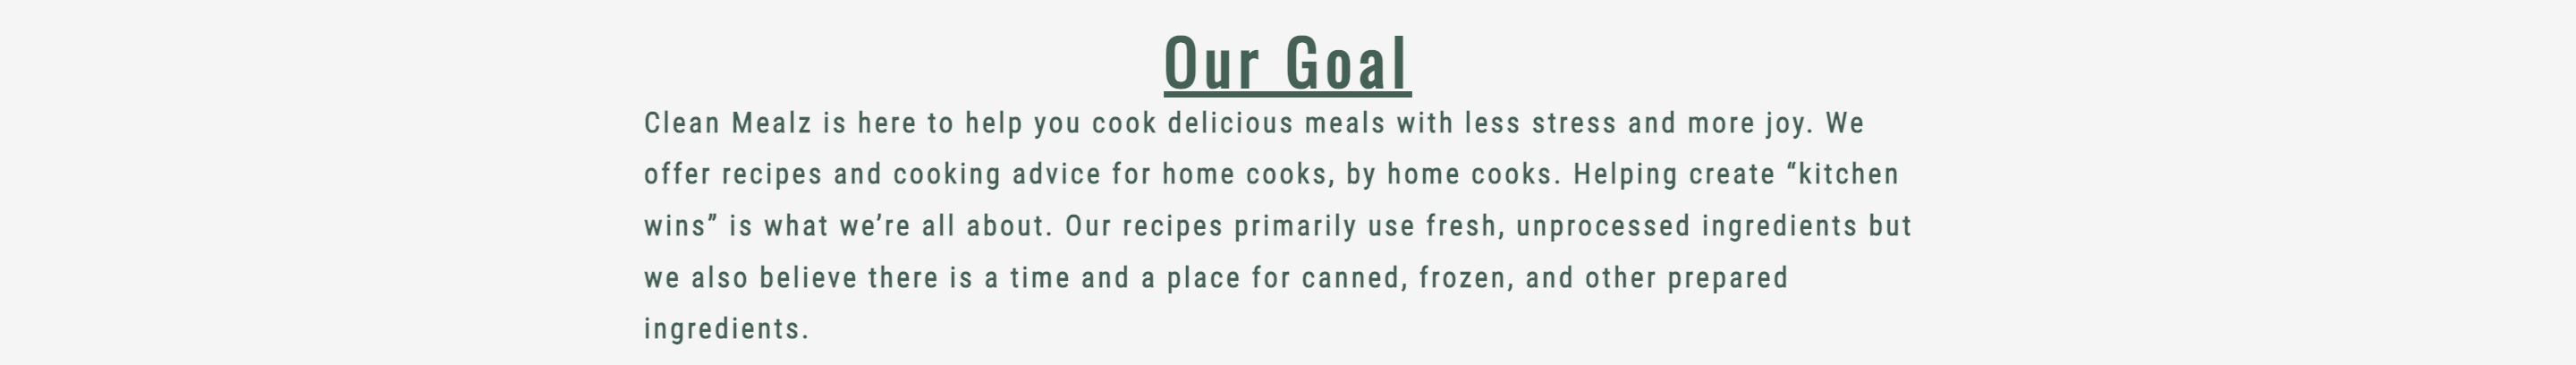 Our Goal
Clean Mealz is here to help you cook delicious meals with less stress and more joy. We
offer recipes and cooking advice for home cooks, by home cooks. Helping create “kitchen
wins” is what we’re all about. Our recipes primarily use fresh, unprocessed ingredients but
we also believe there is a time and a place for canned, frozen, and other prepared
ingredients.